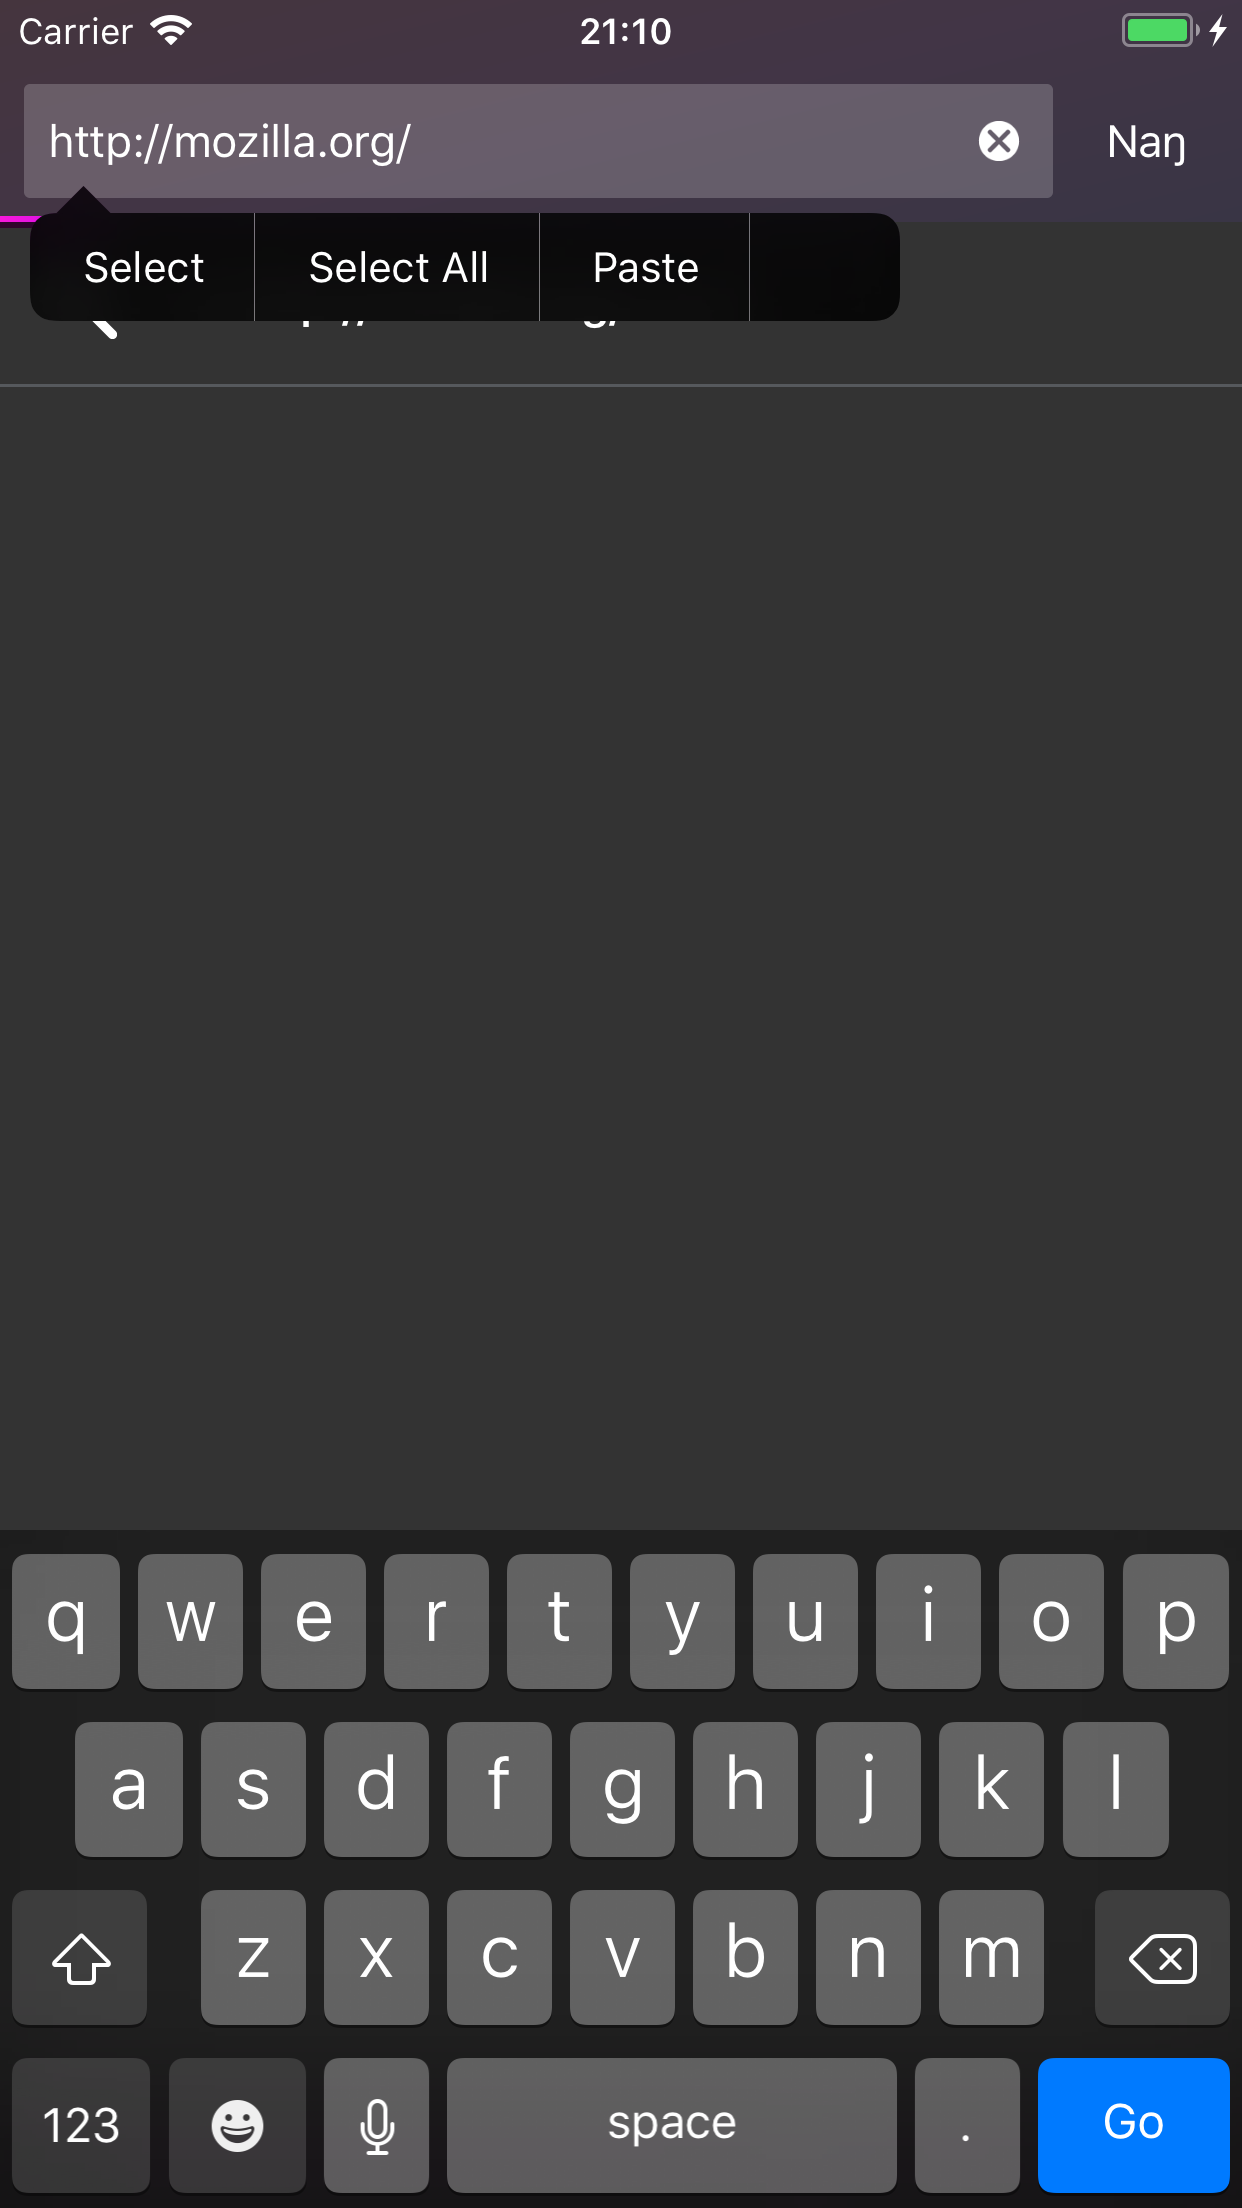 Carrier 21:10
http://mozilla.org/ Naŋ
Select Select All Paste
q w e r t y u i o p
a s d f g h j k l
z x c v b n m
123 space . Go